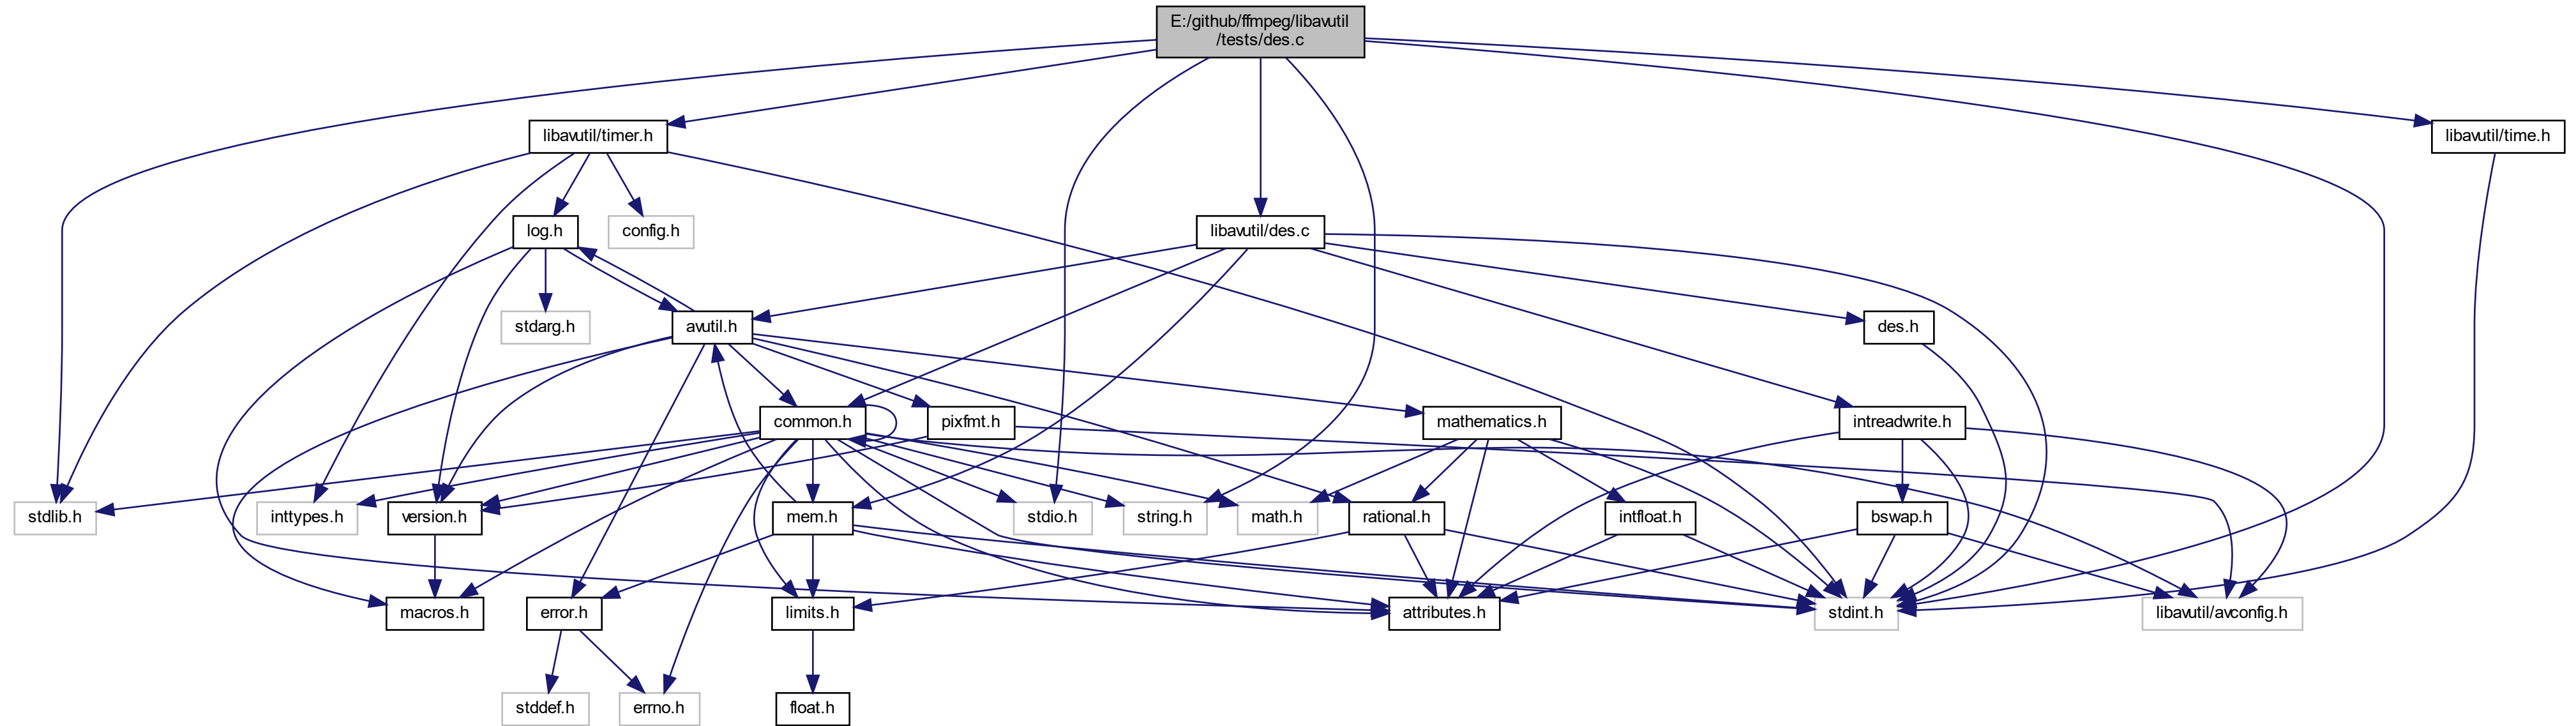 E:/github/ffmpeg/libavutil
/tests/des.c
libavutil/timer.h
libavutil/time.h
log.h
config.h
libavutil/des.c
stdarg.h
avutil.h
des.h
common.h
pixfmt.h
mathematics.h
intreadwrite.h
stdlib.h
inttypes.h
version.h
mem.h
stdio.h
string.h
math.h
rational.h
intfloat.h
bswap.h
macros.h
error.h
limits.h
attributes.h
stdint.h
libavutil/avconfig.h
stddef.h
errno.h
float.h